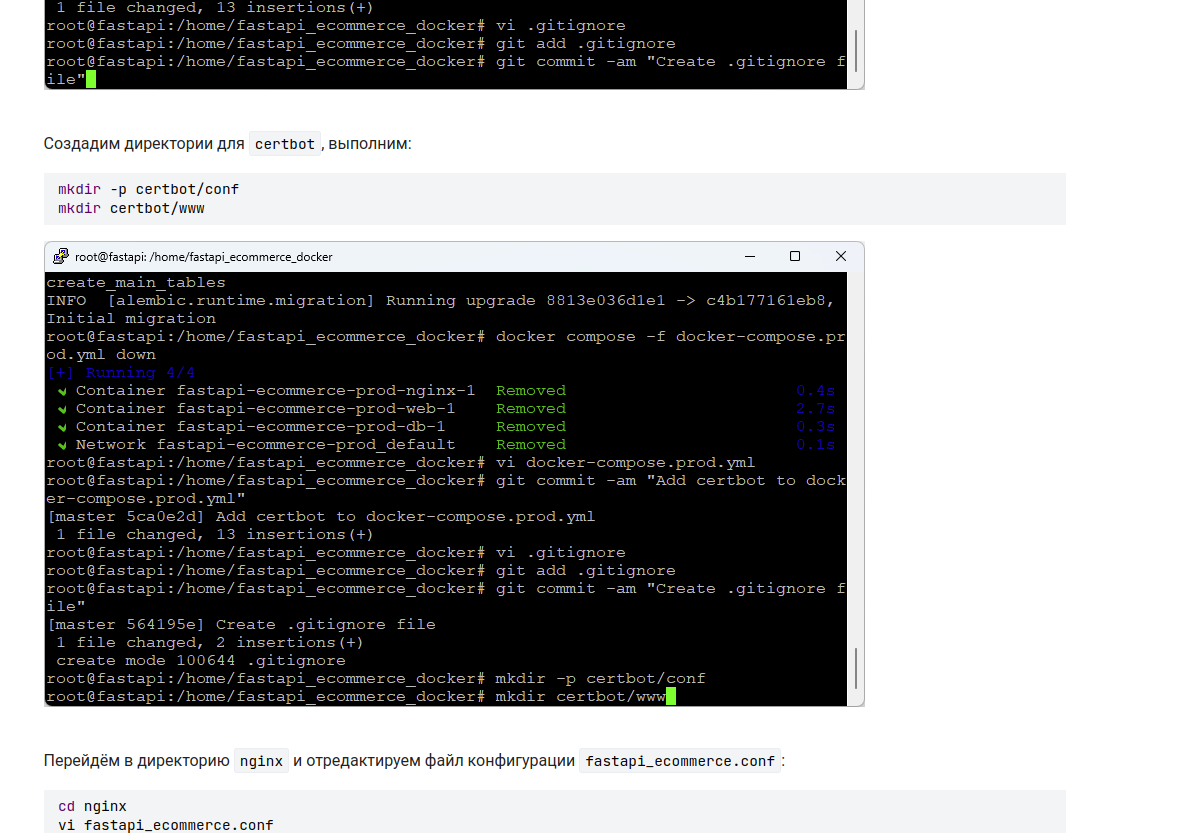 1 file changed, 13 insertions(+)
root@fastapi:/home/fastapi_ecommerce_docker# vi .gitignore
root@fastapi:/home/fastapi_ecommerce_docker# git add .gitignore
root@fastapi:/home/fastapi_ecommerce_docker# git commit -am "Create .gitignore f
ile"
Создадим директории для certbot, выполним:
mkdir -p certbot/conf
mkdir certbot/www
root@fastapi: /home/fastapi_ecommerce_docker
create_main_tables
INFO  [alembic.runtime.migration] Running upgrade 8813e036d1e1 -> c4b177161eb8,
Initial migration
root@fastapi:/home/fastapi_ecommerce_docker# docker compose -f docker-compose.pr
od.yml down
[+] Running 4/4
✔ Container fastapi-ecommerce-prod-nginx-1  Removed 0.4s
✔ Container fastapi-ecommerce-prod-web-1    Removed 2.7s
✔ Container fastapi-ecommerce-prod-db-1     Removed 0.3s
✔ Network fastapi-ecommerce-prod_default    Removed 0.1s
root@fastapi:/home/fastapi_ecommerce_docker# vi docker-compose.prod.yml
root@fastapi:/home/fastapi_ecommerce_docker# git commit -am "Add certbot to dock
er-compose.prod.yml"
[master 5ca0e2d] Add certbot to docker-compose.prod.yml
1 file changed, 13 insertions(+)
root@fastapi:/home/fastapi_ecommerce_docker# vi .gitignore
root@fastapi:/home/fastapi_ecommerce_docker# git add .gitignore
root@fastapi:/home/fastapi_ecommerce_docker# git commit -am "Create .gitignore f
ile"
[master 564195e] Create .gitignore file
1 file changed, 2 insertions(+)
create mode 100644 .gitignore
root@fastapi:/home/fastapi_ecommerce_docker# mkdir -p certbot/conf
root@fastapi:/home/fastapi_ecommerce_docker# mkdir certbot/www
Перейдём в директорию nginx и отредактируем файл конфигурации fastapi_ecommerce.conf:
cd nginx
vi fastapi_ecommerce.conf